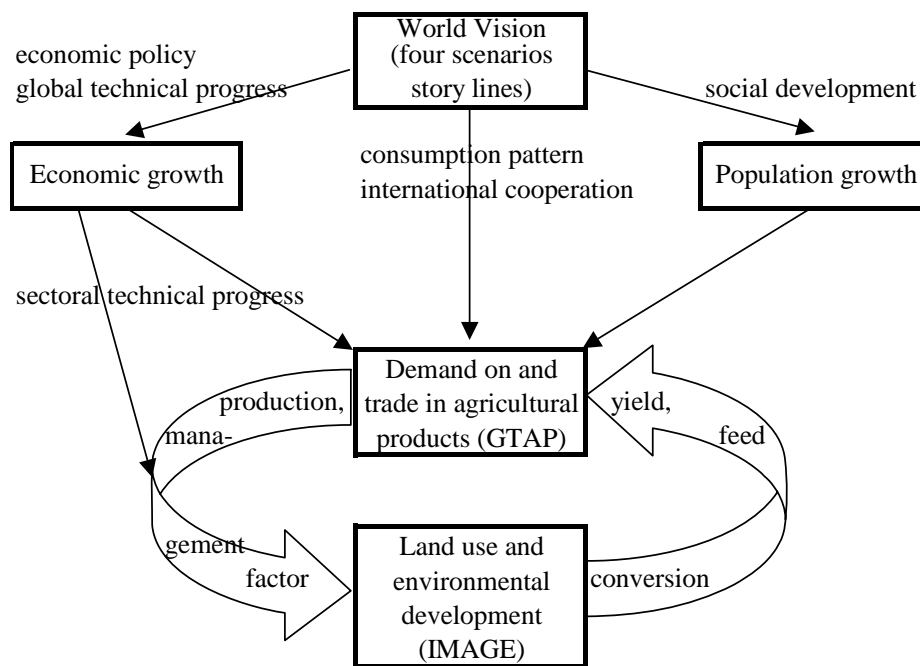 World Vision
(four scenarios
story lines)
economic policy
global technical progress
social development
Economic growth
consumption pattern
international cooperation
Population growth
sectoral technical progress
Demand on and
trade in agricultural
products (GTAP)
production,
mana-
gement
factor
yield,
feed
conversion
Land use and
environmental
development
(IMAGE)